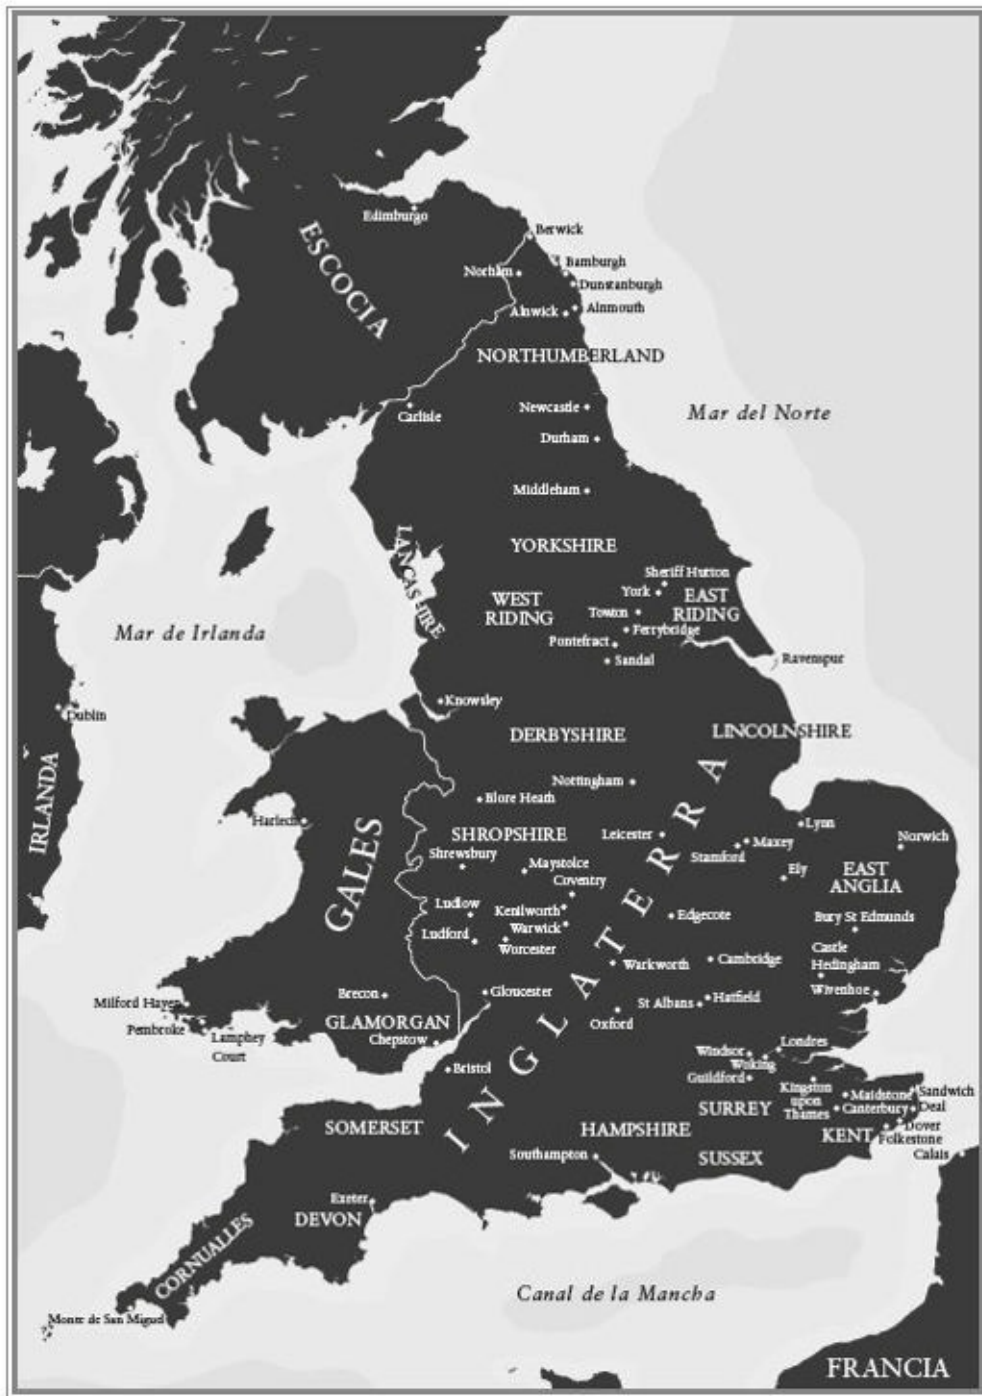 Edimburgo
ESCOCIA
Berwick
Bamburgh
Norham
Dunstanburgh
Alnwick
Alnmouth
NORTHUMBERLAND
Carlisle
Newcastle
Mar del Norte
Durham
Middleham
LANCASHIRE
YORKSHIRE
Sheriff Hutton
York
WEST
RIDING
EAST
RIDING
Towton
Mar de Irlanda
Ferrybridge
Pontefract
Sandal
Ravenspur
Knowsley
Dublin
DERBYSHIRE
LINCOLNSHIRE
IRLANDA
Nottingham
Blore Heath
Harlech
GALES
SHROPSHIRE
Leicester
Lynn
Norwich
Shrewsbury
Stamford
Maxey
Maystolce
Ely
EAST
ANGLIA
Coventry
Ludlow
Kenilworth
Edgecote
Bury St Edmunds
Ludford
Warwick
Worcester
INGLATERRA
Castle
Hedingham
Warkworth
Cambridge
Wivenhoe
Milford Haven
Brecon
Gloucester
St Albans
Hatfield
Pembroke
GLAMORGAN
Oxford
Lamphey
Court
Chepstow
Londres
Windsor
Woking
Bristol
Guildford
Kingston
upon
Thames
Maidstone
Sandwich
SURREY
Canterbury
Deal
SOMERSET
HAMPSHIRE
KENT
Dover
Folkestone
Southampton
SUSSEX
Calais
Exeter
DEVON
CORNUALLES
Canal de la Mancha
Monte de San Miguel
FRANCIA